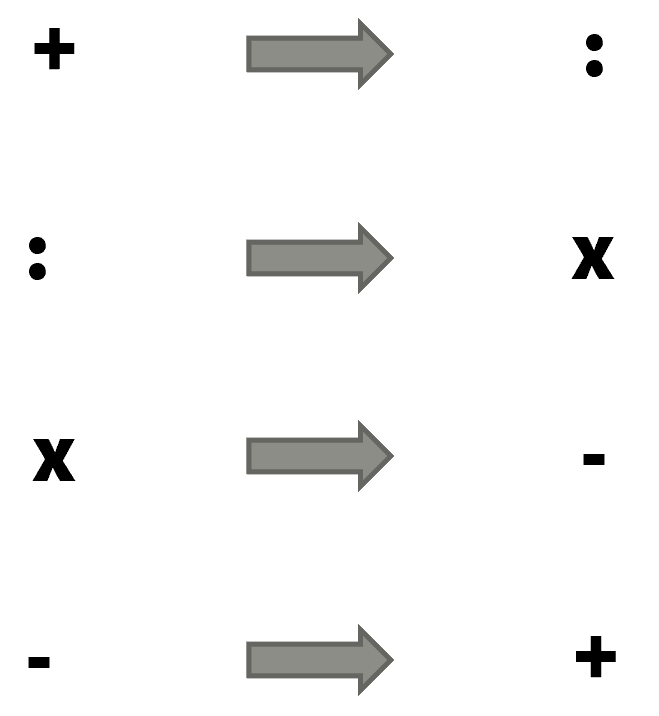 + :
: x
x -
- +